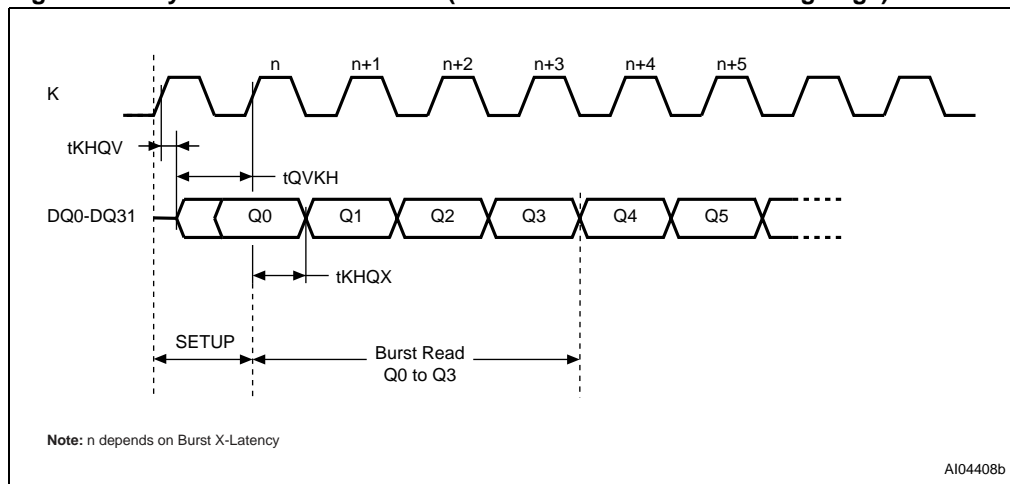 n n+1 n+2 n+3 n+4 n+5
K
tKHQV
tQVKH
DQ0-DQ31 Q0 Q1 Q2 Q3 Q4 Q5
tKHQX
SETUP
Burst Read
Q0 to Q3
Note: n depends on Burst X-Latency
AI04408b